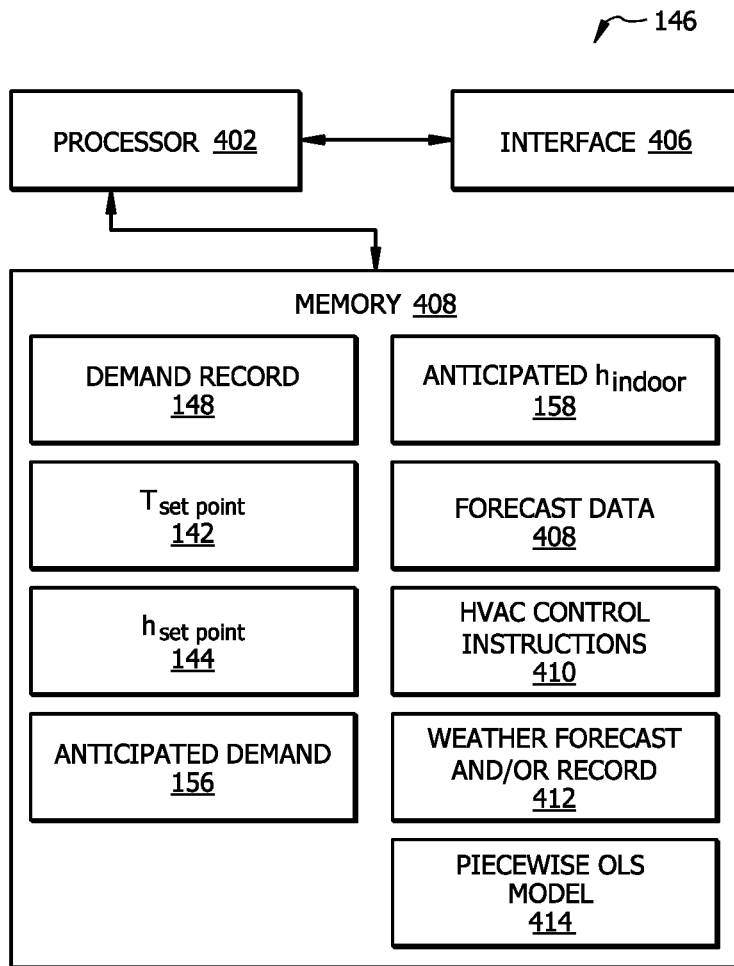 146
PROCESSOR 402
INTERFACE 406
MEMORY 408
DEMAND RECORD
148
ANTICIPATED hindoor
158
Tset point
142
FORECAST DATA
408
hset point
144
HVAC CONTROL
INSTRUCTIONS
410
ANTICIPATED DEMAND
156
WEATHER FORECAST
AND/OR RECORD
412
PIECEWISE OLS
MODEL
414